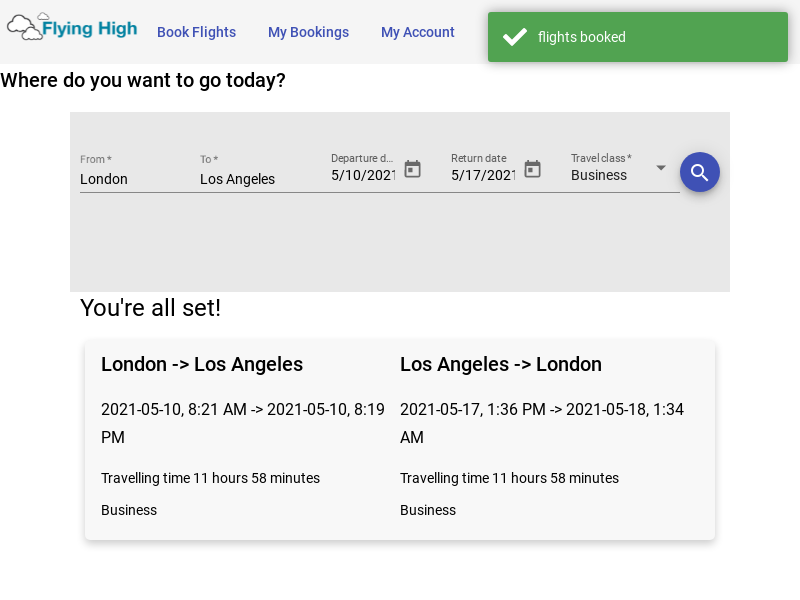 Flying High
Book Flights
My Bookings
My Account
flights booked
Where do you want to go today?
From *
To *
Departure d...
Return date
Travel class *
London
Los Angeles
5/10/2021
5/17/2021
Business
You're all set!
London -> Los Angeles
2021-05-10, 8:21 AM -> 2021-05-10, 8:19
PM
Travelling time 11 hours 58 minutes
Business
Los Angeles -> London
2021-05-17, 1:36 PM -> 2021-05-18, 1:34
AM
Travelling time 11 hours 58 minutes
Business